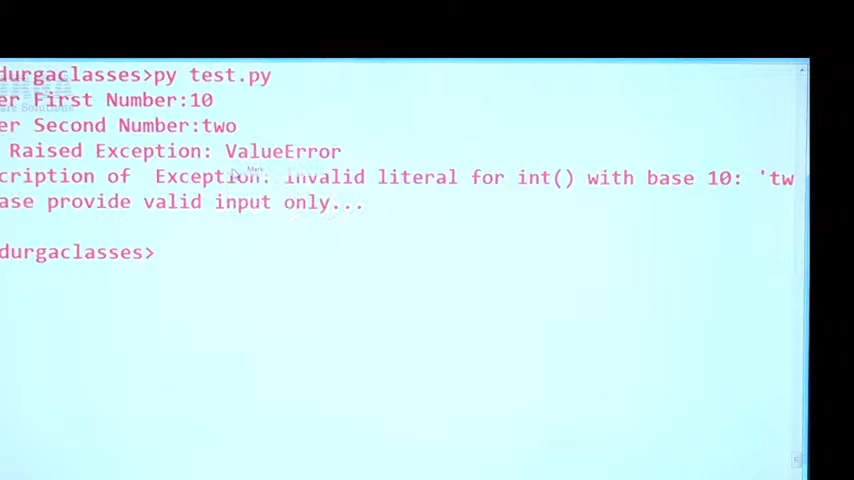 durgaclasses>py test.py
er First Number:10
er Second Number:two
Raised Exception: ValueError
cription of  Exception: invalid literal for int() with base 10: 'tw
ase provide valid input only...
durgaclasses>
Mark